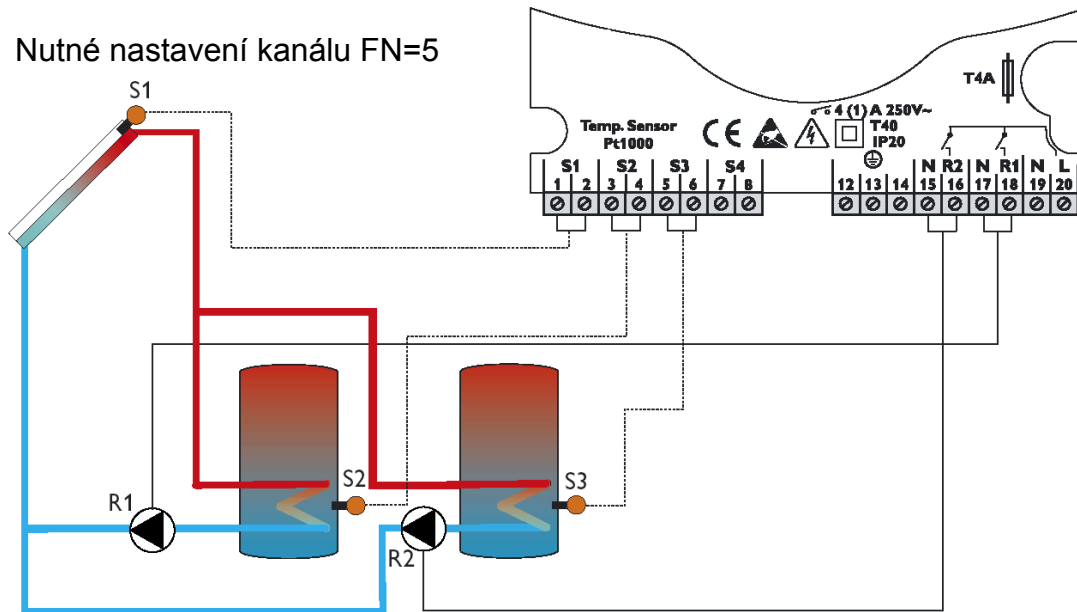 Nutné nastavení kanálu FN=5
S1
T4A
4 (1) A 250V~
Temp. Sensor
Pt1000
CE
T40
IP20
S1 S2 S3 S4
N R2 N R1 N L
1 2 3 4 5 6 7 8
12 13 14 15 16 17 18 19 20
S2
S3
R1
R2